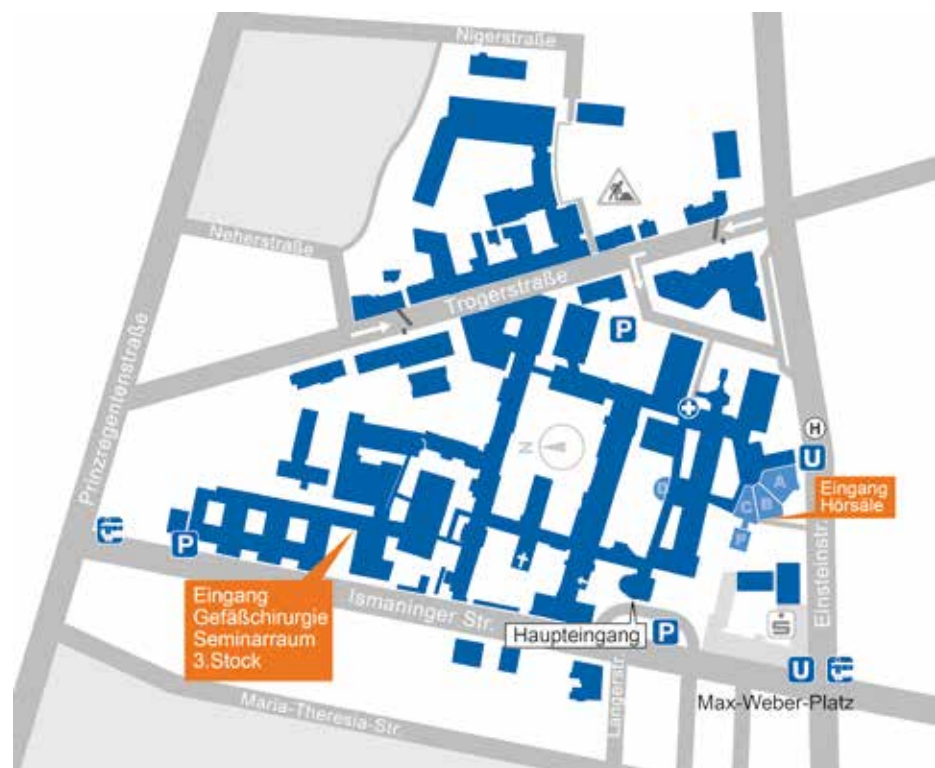 Nigerstraße
Neherstraße
Trogerstraße
Prinzregentenstraße
P
N
H
U
A
B
C
D
F
Eingang
Hörsäle
Einsteinstr.
P
Eingang
Gefäßchirurgie
Seminarraum
3.Stock
Ismaninger Str.
Haupteingang
P
S
U
Max-Weber-Platz
Langerstr.
Maria-Theresia-Str.